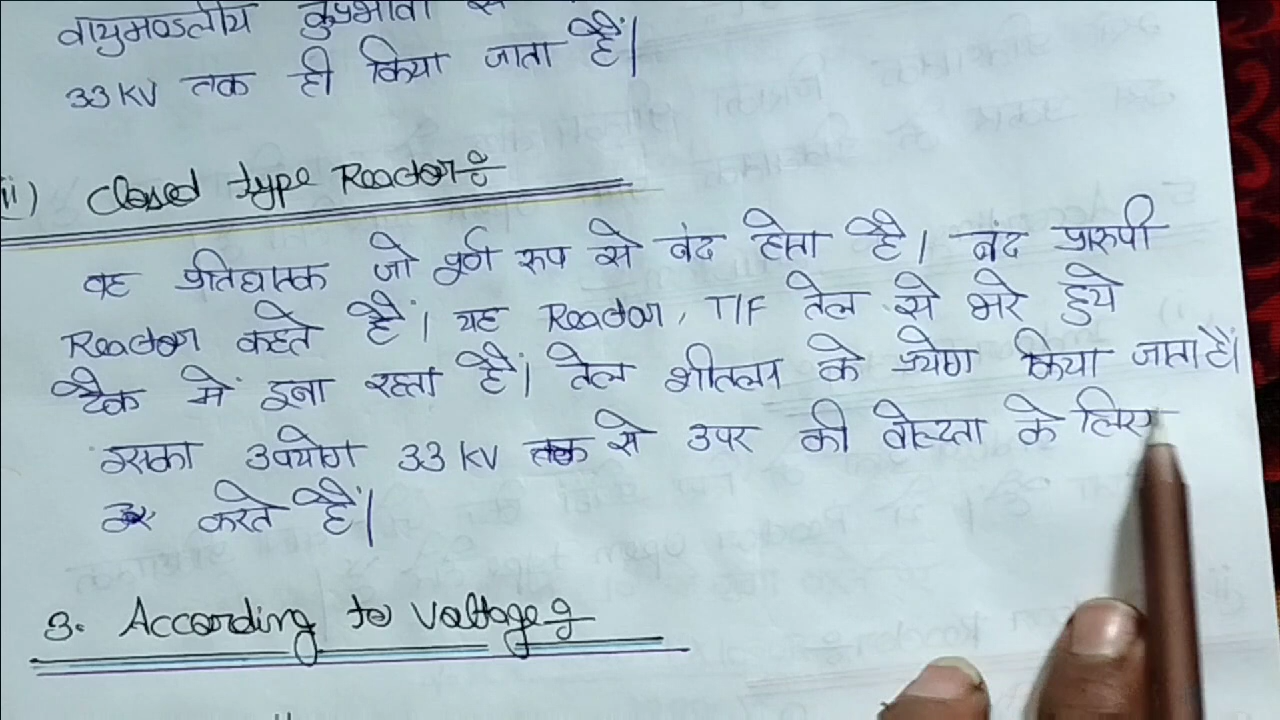 वायुमण्डलीय कुप्रभावों से
33 KV तक ही किया जाता है।
ii) Closed type Reactor :-
वह प्रतिघातक जो पूर्ण रुप से बंद होता है। बंद प्रारुपी
Reactor कहते हैं। यह Reactor, T/F तेल से भरे हुये
टैंक में डूबा रहता है। तेल शीतलन के प्रयोग किया जाता है।
इसका उपयोग 33 KV तक से उपर की वोल्टता के लिए
करते हैं।
3. According to Voltage :-